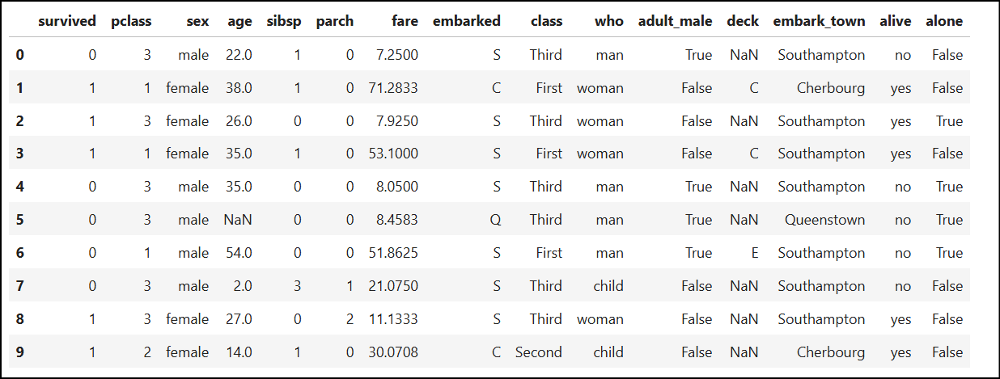 survived pclass sex age sibsp parch fare embarked class who adult_male deck embark_town alive alone
0 0 3 male 22.0 1 0 7.2500 S Third man True NaN Southampton no False
1 1 1 female 38.0 1 0 71.2833 C First woman False C Cherbourg yes False
2 1 3 female 26.0 0 0 7.9250 S Third woman False NaN Southampton yes True
3 1 1 female 35.0 1 0 53.1000 S First woman False C Southampton yes False
4 0 3 male 35.0 0 0 8.0500 S Third man True NaN Southampton no True
5 0 3 male NaN 0 0 8.4583 Q Third man True NaN Queenstown no True
6 0 1 male 54.0 0 0 51.8625 S First man True E Southampton no True
7 0 3 male 2.0 3 1 21.0750 S Third child False NaN Southampton no False
8 1 3 female 27.0 0 2 11.1333 S Third woman False NaN Southampton yes False
9 1 2 female 14.0 1 0 30.0708 C Second child False NaN Cherbourg yes False